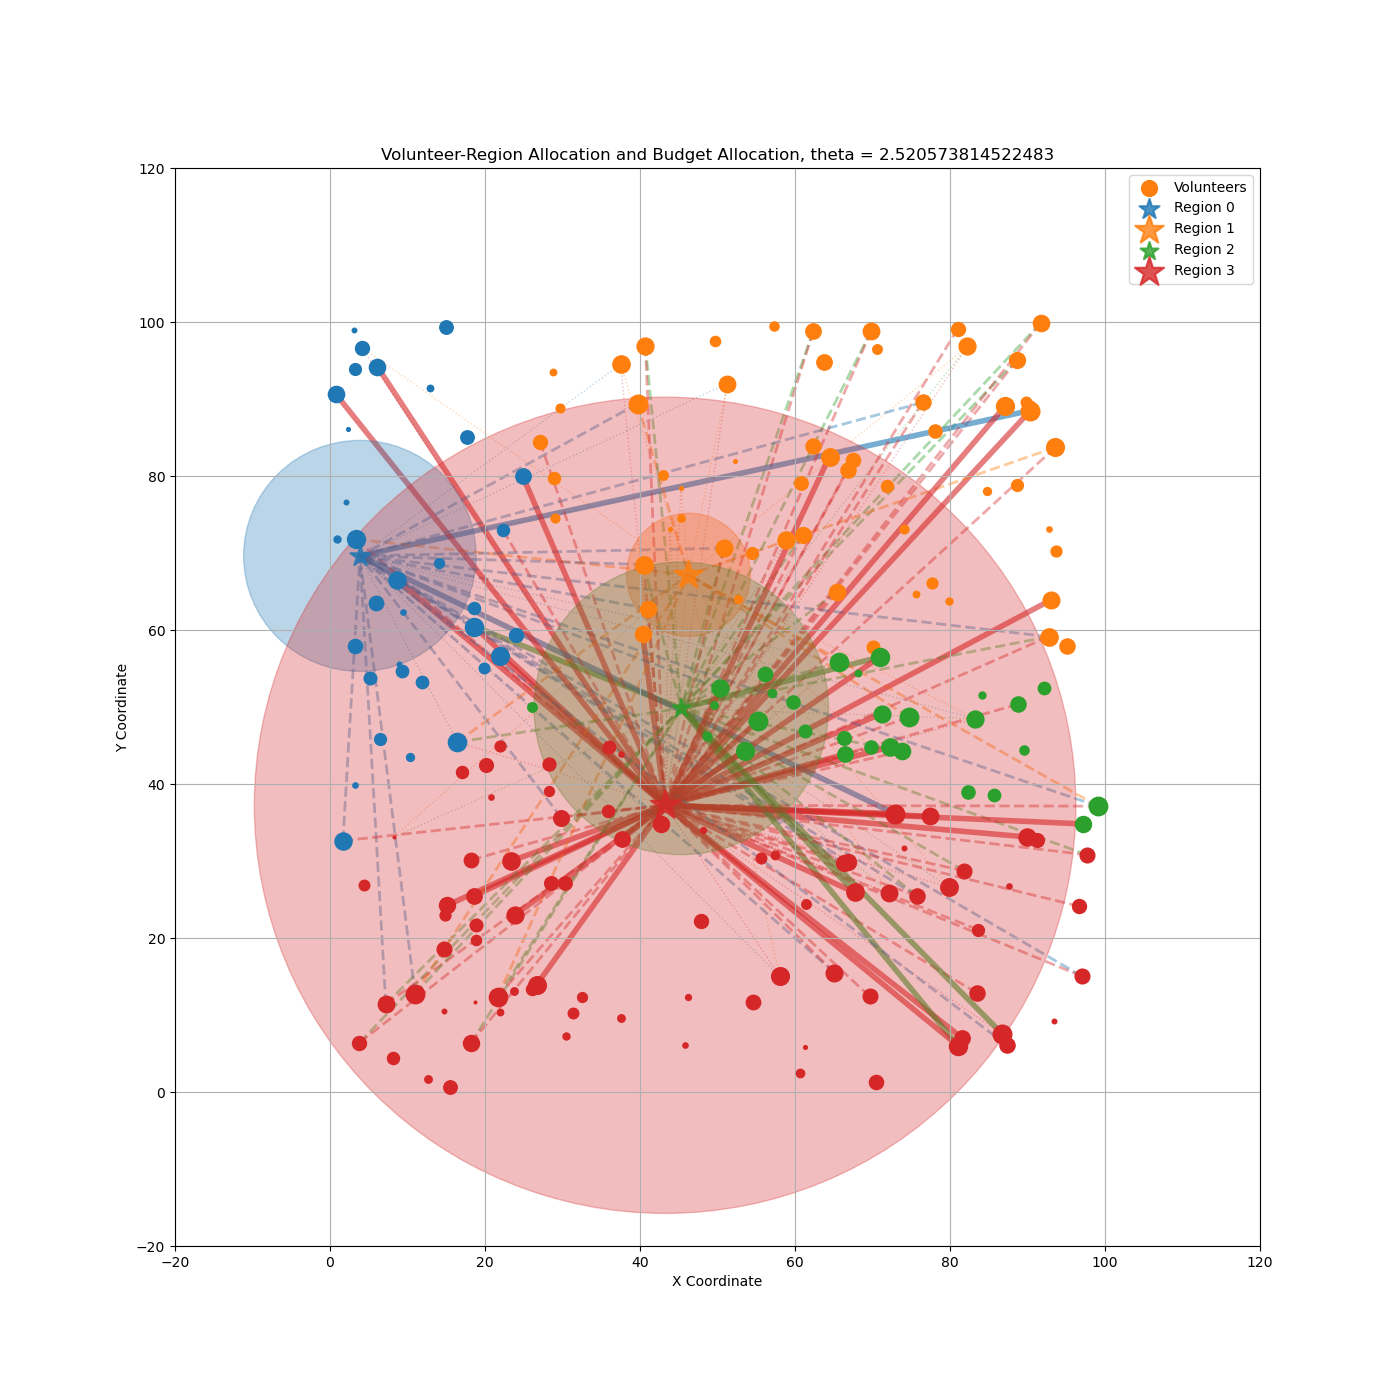 Volunteer-Region Allocation and Budget Allocation, theta = 2.520573814522483
Volunteers
Region 0
Region 1
Region 2
Region 3
Y Coordinate
120
100
80
60
40
20
0
−20
−20 0 20 40 60 80 100 120
X Coordinate